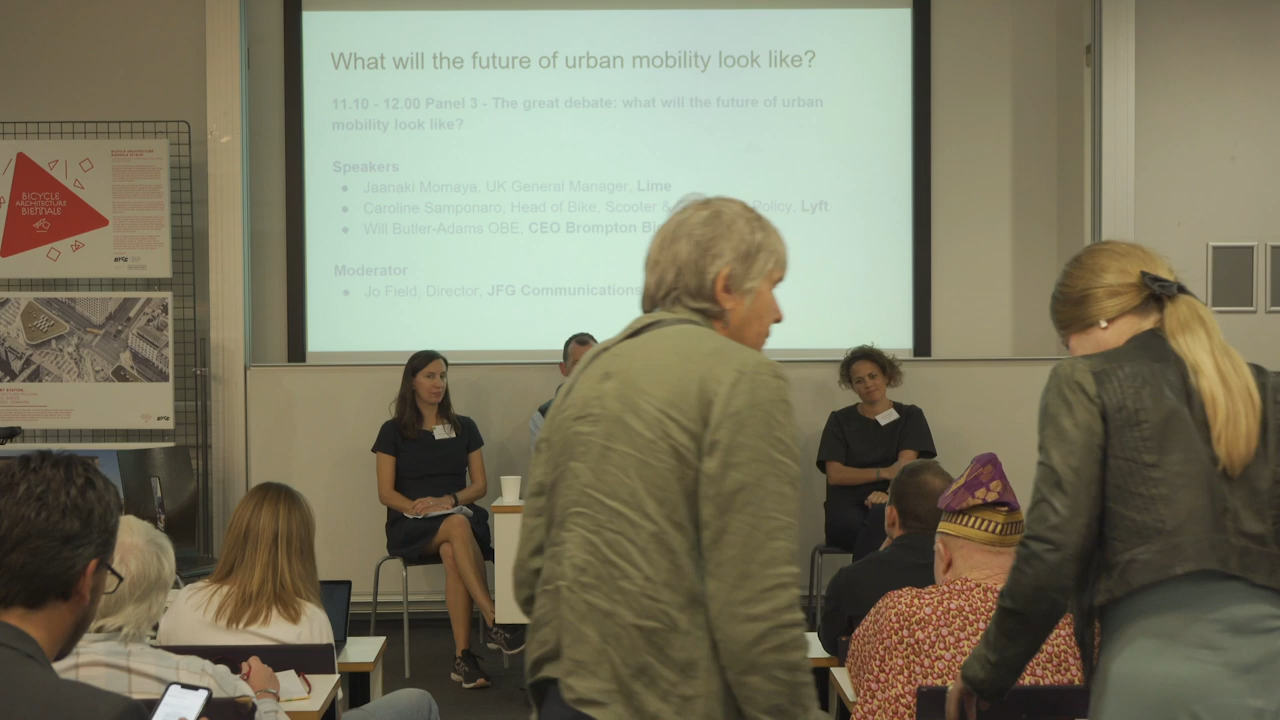 What will the future of urban mobility look like?
11.10 - 12.00 Panel 3 - The great debate: what will the future of urban
mobility look like?
Speakers
Jaanaki Momaya, UK General Manager, Lime
Caroline Samponaro, Head of Bike, Scooter & Policy, Lyft
Will Butler-Adams OBE, CEO Brompton Bi
Moderator
Jo Field, Director, JFG Communications
BICYCLE
ARCHITECTURE
BIENNALE
BYCS
BYCS